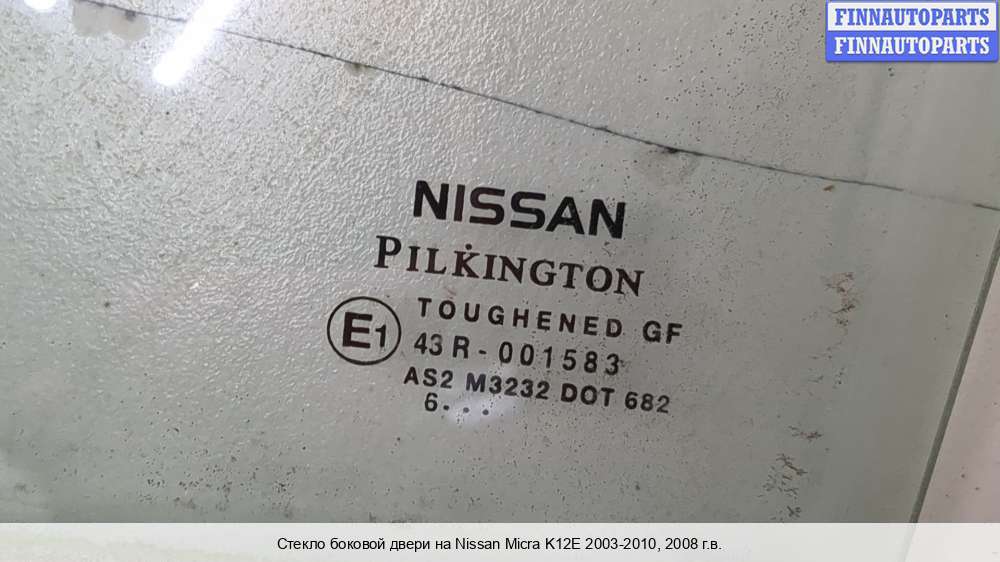 FINNAUTOPARTS
FINNAUTOPARTS
NISSAN
PILKINGTON
TOUGHENED GF
E1
43 R - 001583
AS2 M3232 DOT 682
6...
Стекло боковой двери на Nissan Micra K12E 2003-2010, 2008 г.в.